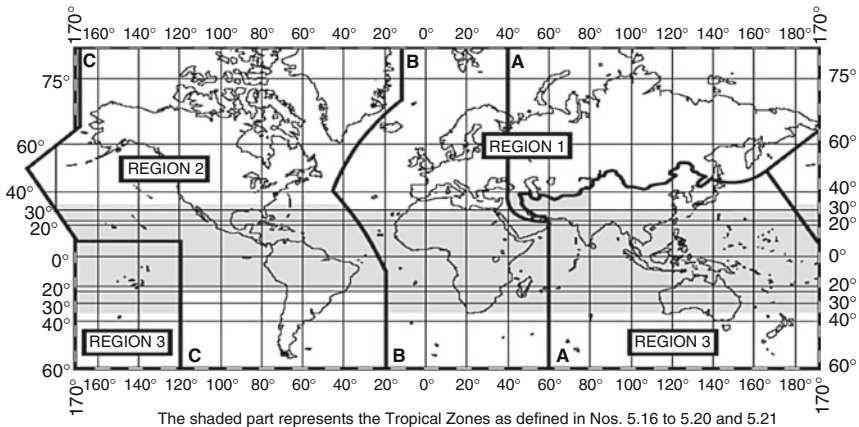 170° 160° 140° 120° 100° 80° 60° 40° 20° 0° 20° 40° 60° 80° 100° 120° 140° 160° 170°
C B A
75° 75°
REGION 1
60° 60°
REGION 2
40° 40°
30° 30°
20° 20°
0° 0°
20° 20°
30° 30°
40° 40°
REGION 3 REGION 3
C B A
60° 60°
170° 160° 140° 120° 100° 80° 60° 40° 20° 0° 20° 40° 60° 80° 100° 120° 140° 160° 170°
The shaded part represents the Tropical Zones as defined in Nos. 5.16 to 5.20 and 5.21